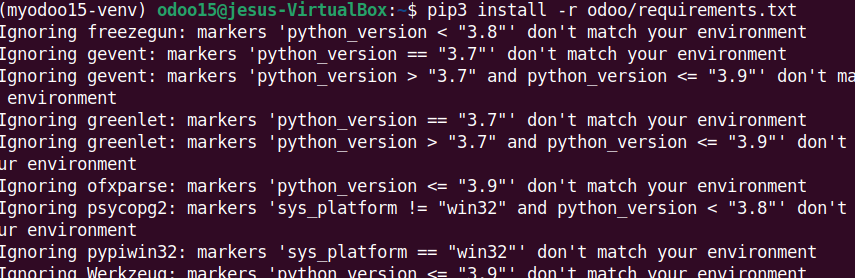 (myodoo15-venv) odoo15@jesus-VirtualBox:~$ pip3 install -r odoo/requirements.txt
Ignoring freezegun: markers 'python_version < "3.8"' don't match your environment
Ignoring gevent: markers 'python_version == "3.7"' don't match your environment
Ignoring gevent: markers 'python_version > "3.7" and python_version <= "3.9"' don't ma
 environment
Ignoring greenlet: markers 'python_version == "3.7"' don't match your environment
Ignoring greenlet: markers 'python_version > "3.7" and python_version <= "3.9"' don't
ur environment
Ignoring ofxparse: markers 'python_version <= "3.9"' don't match your environment
Ignoring psycopg2: markers 'sys_platform != "win32" and python_version < "3.8"' don't
ur environment
Ignoring pypiwin32: markers 'sys_platform == "win32"' don't match your environment
Ignoring Werkzeug: markers 'python_version <= "3.9"' don't match your environment